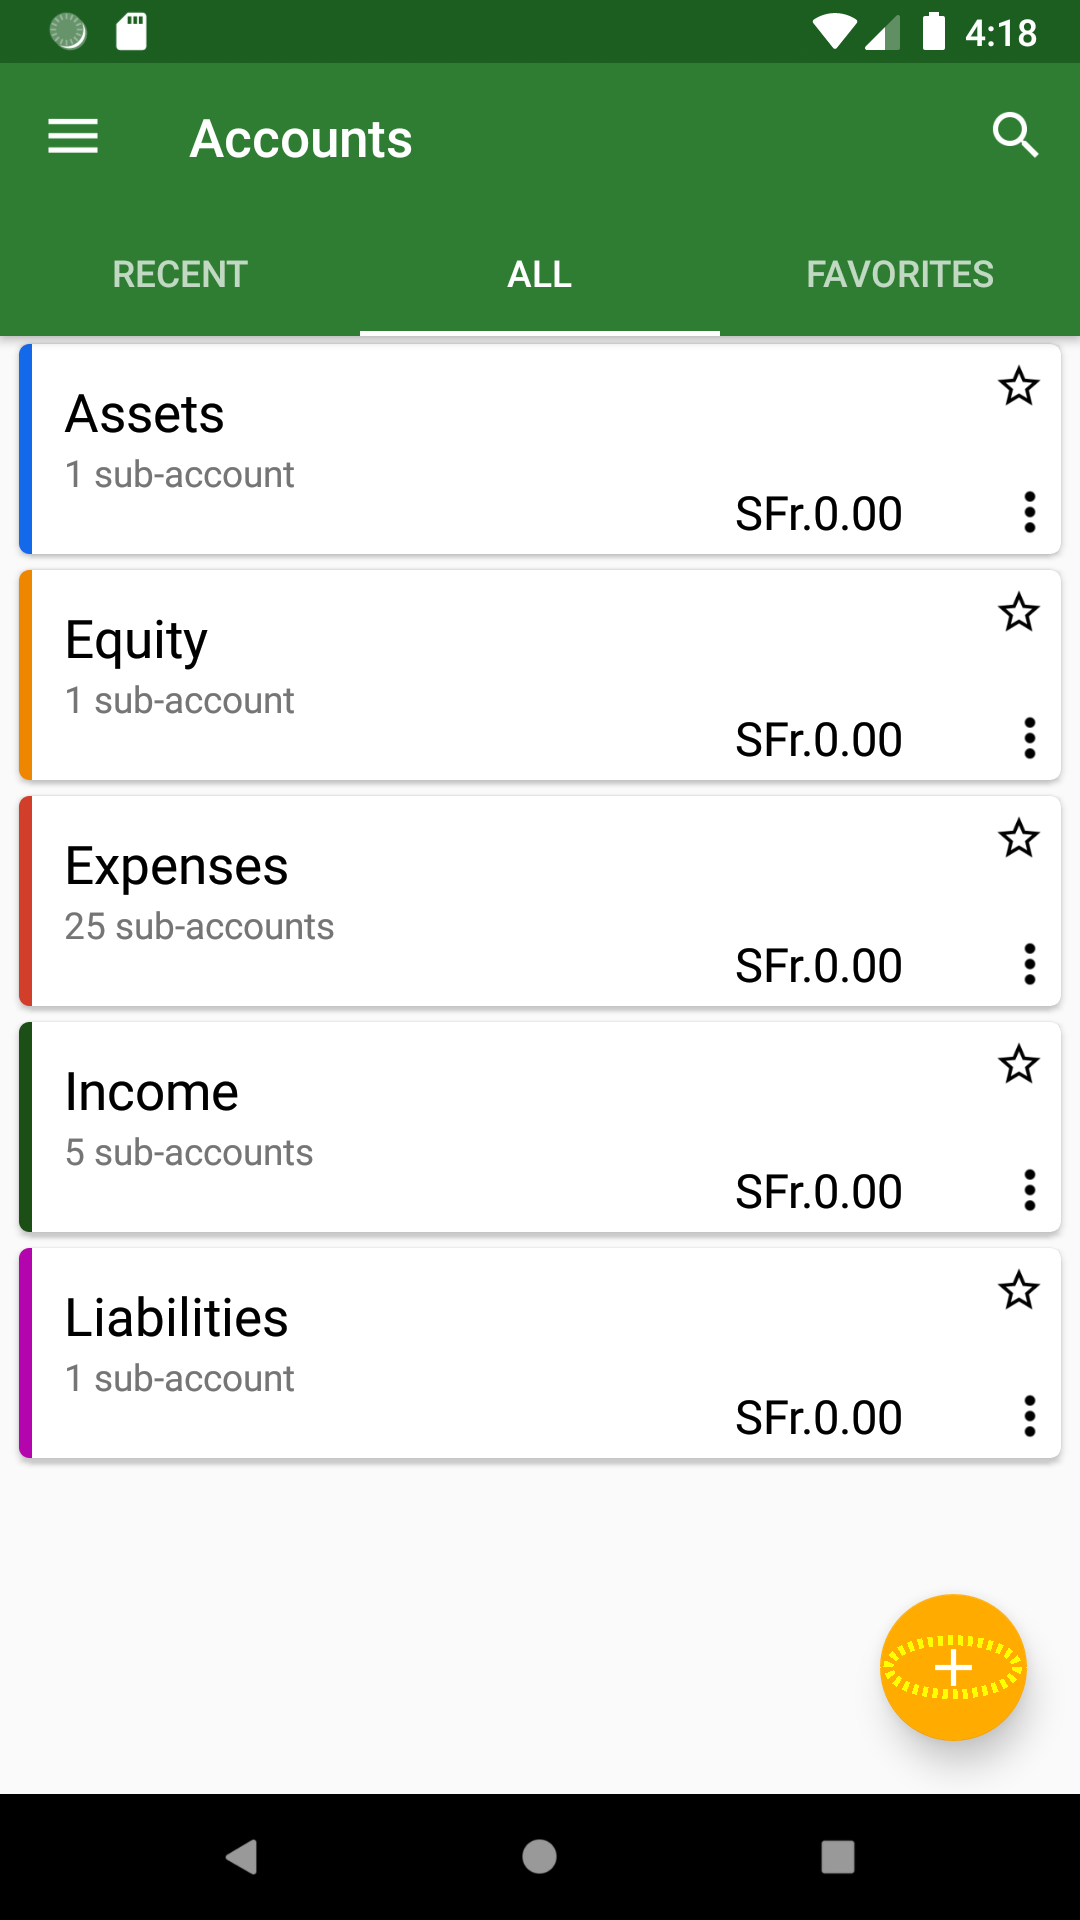 4:18
Accounts
RECENT
ALL
FAVORITES
Assets
1 sub-account
SFr.0.00
Equity
1 sub-account
SFr.0.00
Expenses
25 sub-accounts
SFr.0.00
Income
5 sub-accounts
SFr.0.00
Liabilities
1 sub-account
SFr.0.00